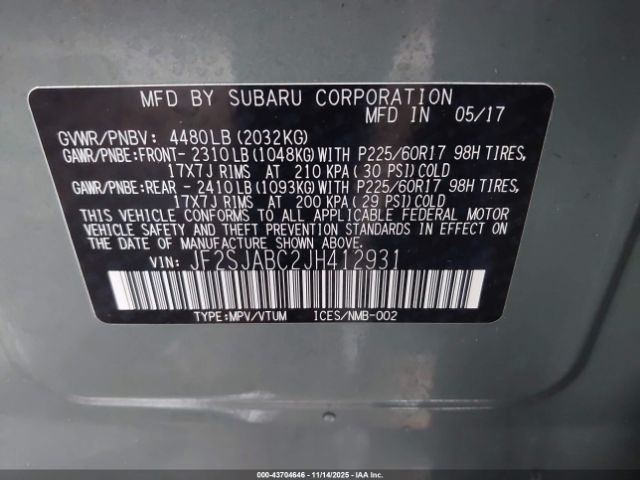 MFD BY SUBARU CORPORATION
MFD IN 05/17
GVWR/PNBV: 4480LB(2032KG)
GAWR/PNBE:FRONT- 2310LB(1048KG)WITH P225/60R17 98H TIRES,
17X7J RIMS AT 210 KPA(30 PSI)COLD
GAWR/PNBE:REAR - 2410LB(1093KG)WITH P225/60R17 98H TIRES,
17X7J RIMS AT 200 KPA(29 PSI)COLD
THIS VEHICLE CONFORMS TO ALL APPLICABLE FEDERAL MOTOR
VEHICLE SAFETY AND THEFT PREVENTION STANDARDS IN EFFECT
ON THE DATE OF MANUFACTURE SHOWN ABOVE.
VIN: JF2SJABC2JH412931
TYPE:MPV/VTUM ICES/NMB-002
000-43704646 - 11/14/2025 - IAAI.COM